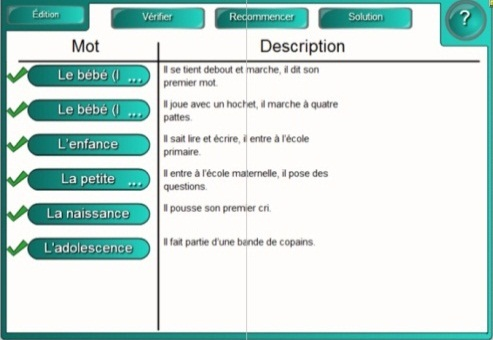 Édition
Vérifier
Recommencer
Solution
?
Mot
Description
Le bébé (I ...
Il se tient debout et marche, il dit son
premier mot.
Le bébé (I ...
Il joue avec un hochet, il marche à quatre
pattes.
L'enfance
Il sait lire et écrire, il entre à l'école
primaire.
La petite ...
Il entre à l'école maternelle, il pose des
questions.
La naissance
Il pousse son premier cri.
L'adolescence
Il fait partie d'une bande de copains.